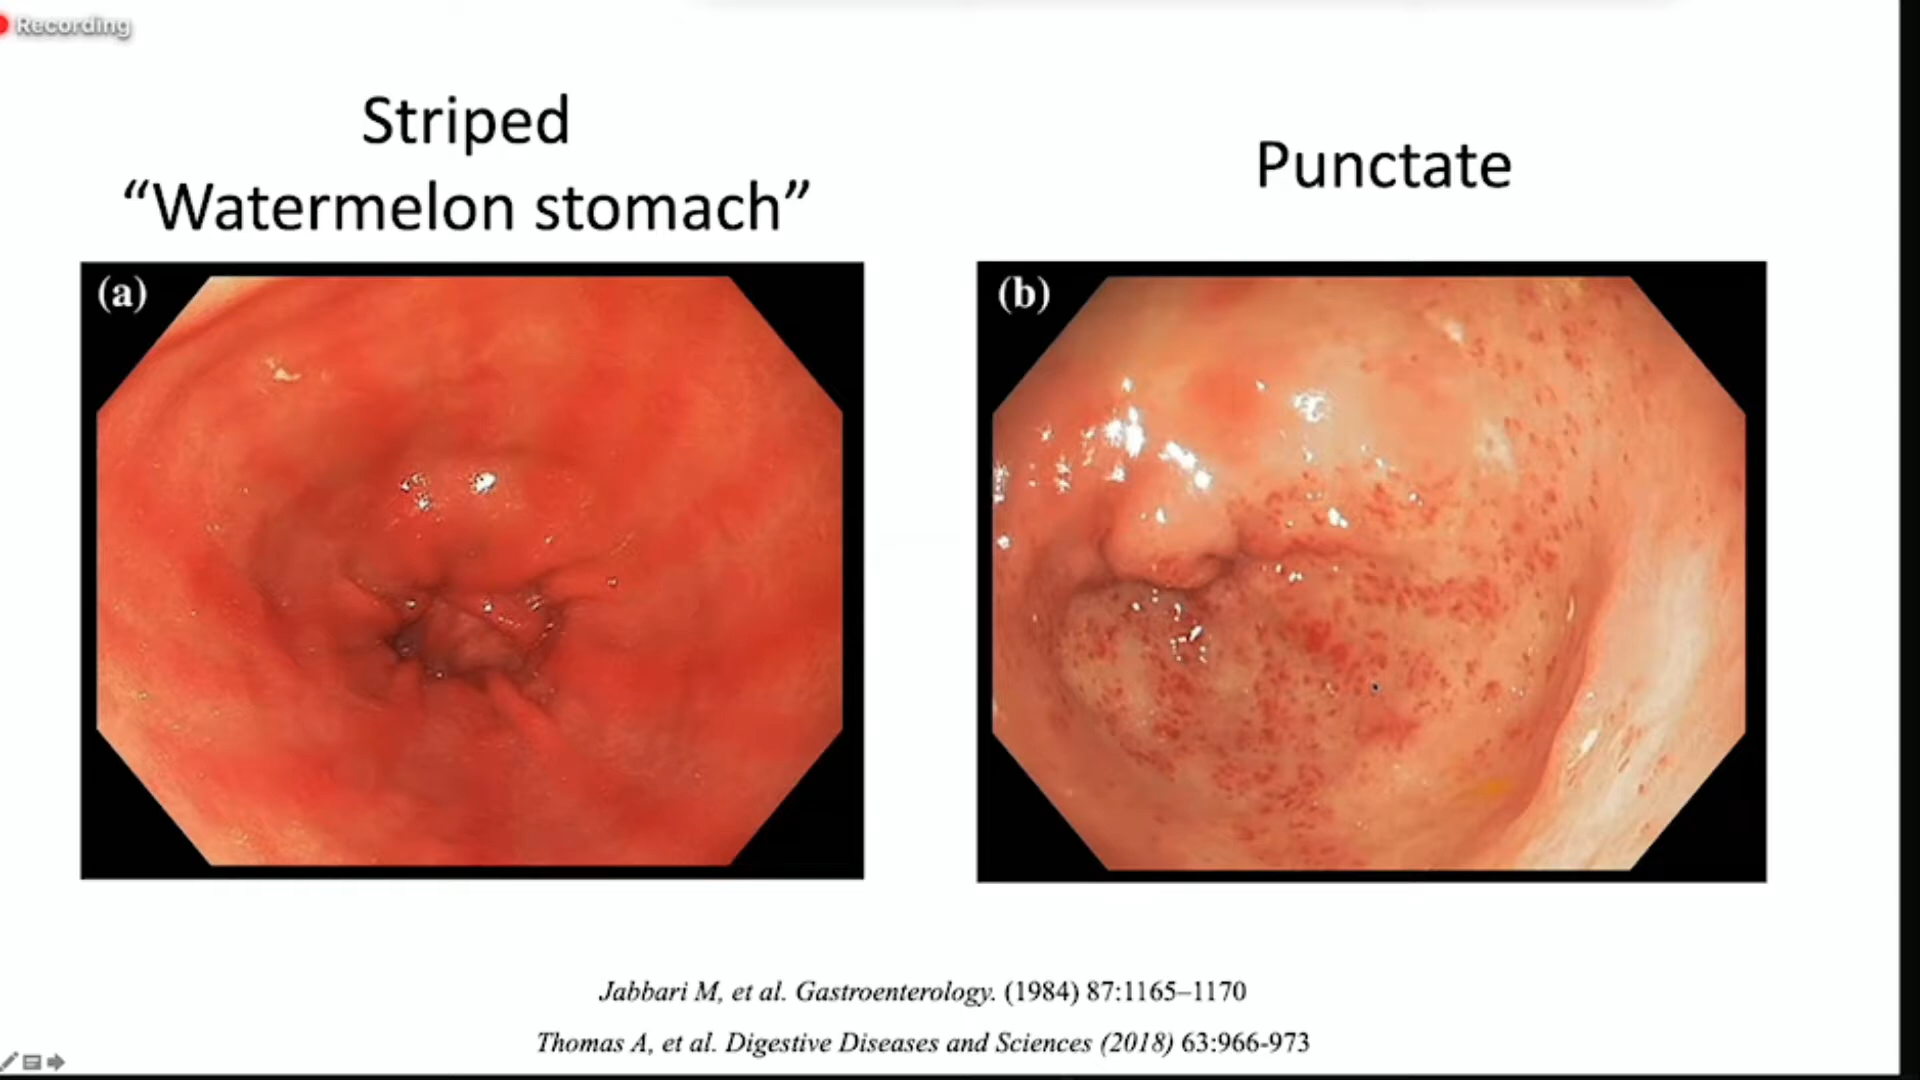 Recording
Striped
“Watermelon stomach”
Punctate
(a)
(b)
Jabbari M, et al. Gastroenterology. (1984) 87:1165–1170
Thomas A, et al. Digestive Diseases and Sciences (2018) 63:966-973